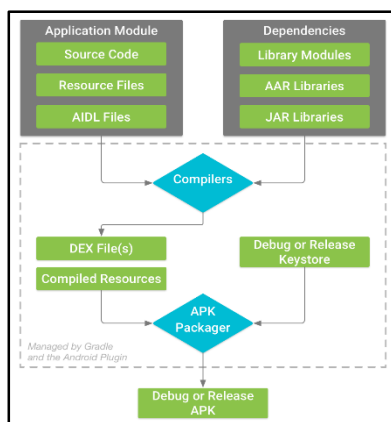 Application Module
Source Code
Resource Files
AIDL Files
Dependencies
Library Modules
AAR Libraries
JAR Libraries
Compilers
DEX File(s)
Compiled Resources
Debug or Release
Keystore
APK
Packager
Managed by Gradle
and the Android Plugin
Debug or Release
APK